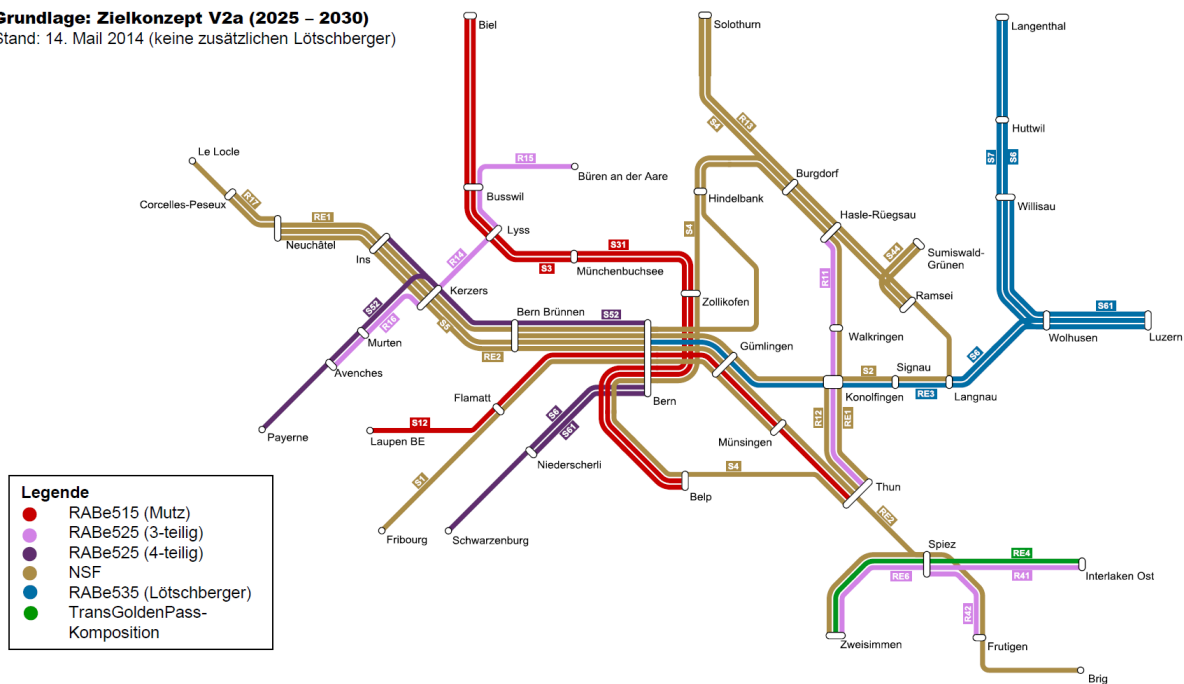 Grundlage: Zielkonzept V2a (2025 – 2030)
Stand: 14. Mail 2014 (keine zusätzlichen Lötschberger)
Biel
Solothurn
Langenthal
R13
S4
Huttwil
Le Locle
R15
Büren an der Aare
S7
S6
Burgdorf
Corcelles-Peseux
R17
Busswil
Hindelbank
Willisau
RE1
Hasle-Rüegsau
Neuchâtel
Lyss
S4
S31
S44
Sumiswald-
Grünen
Ins
R14
S3
Münchenbuchsee
R11
Kerzers
Ramsei
S52
Zollikofen
S61
R16
S5
Bern Brünnen
S52
Murten
Walkringen
Wolhusen
Luzern
RE2
Gümlingen
S6
Avenches
Signau
S2
Flamatt
Bern
Konolfingen
RE3
Langnau
S12
S6
S61
R12
RE1
Payerne
Laupen BE
Münsingen
Niederscherli
S4
S1
Belp
Thun
RE2
Fribourg
Schwarzenburg
Spiez
RE4
RE6
R41
Interlaken Ost
R42
Zweisimmen
Frutigen
Brig
Legende
RABe515 (Mutz)
RABe525 (3-teilig)
RABe525 (4-teilig)
NSF
RABe535 (Lötschberger)
TransGoldenPass-
Komposition